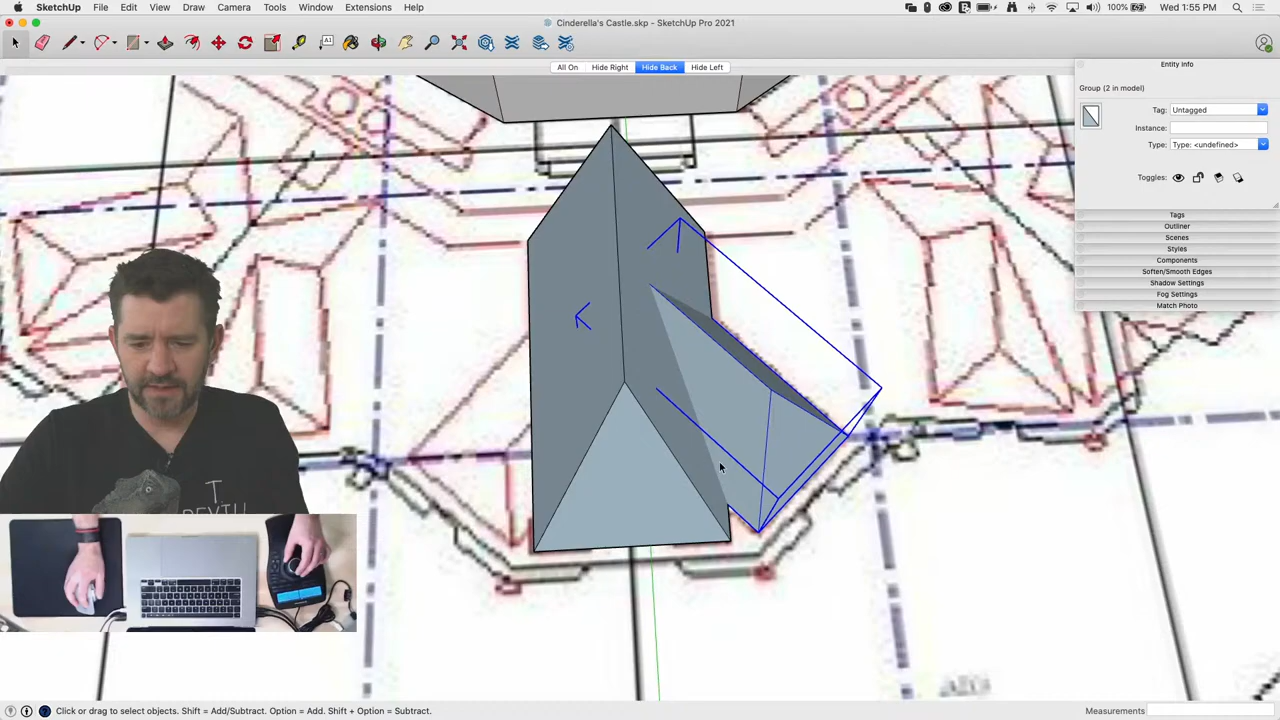 SketchUp File Edit View Draw Camera Tools Window Extensions Help 100% Wed 1:55 PM
Cinderella's Castle.skp - SketchUp Pro 2021
All On Hide Right Hide Back Hide Left
Entity Info
Group (2 in model)
Tag: Untagged
Instance:
Type: Type: <undefined>
Toggles:
Tags
Outliner
Scenes
Styles
Components
Soften/Smooth Edges
Shadow Settings
Fog Settings
Match Photo
Click or drag to select objects. Shift = Add/Subtract. Option = Add. Shift + Option = Subtract. Measurements